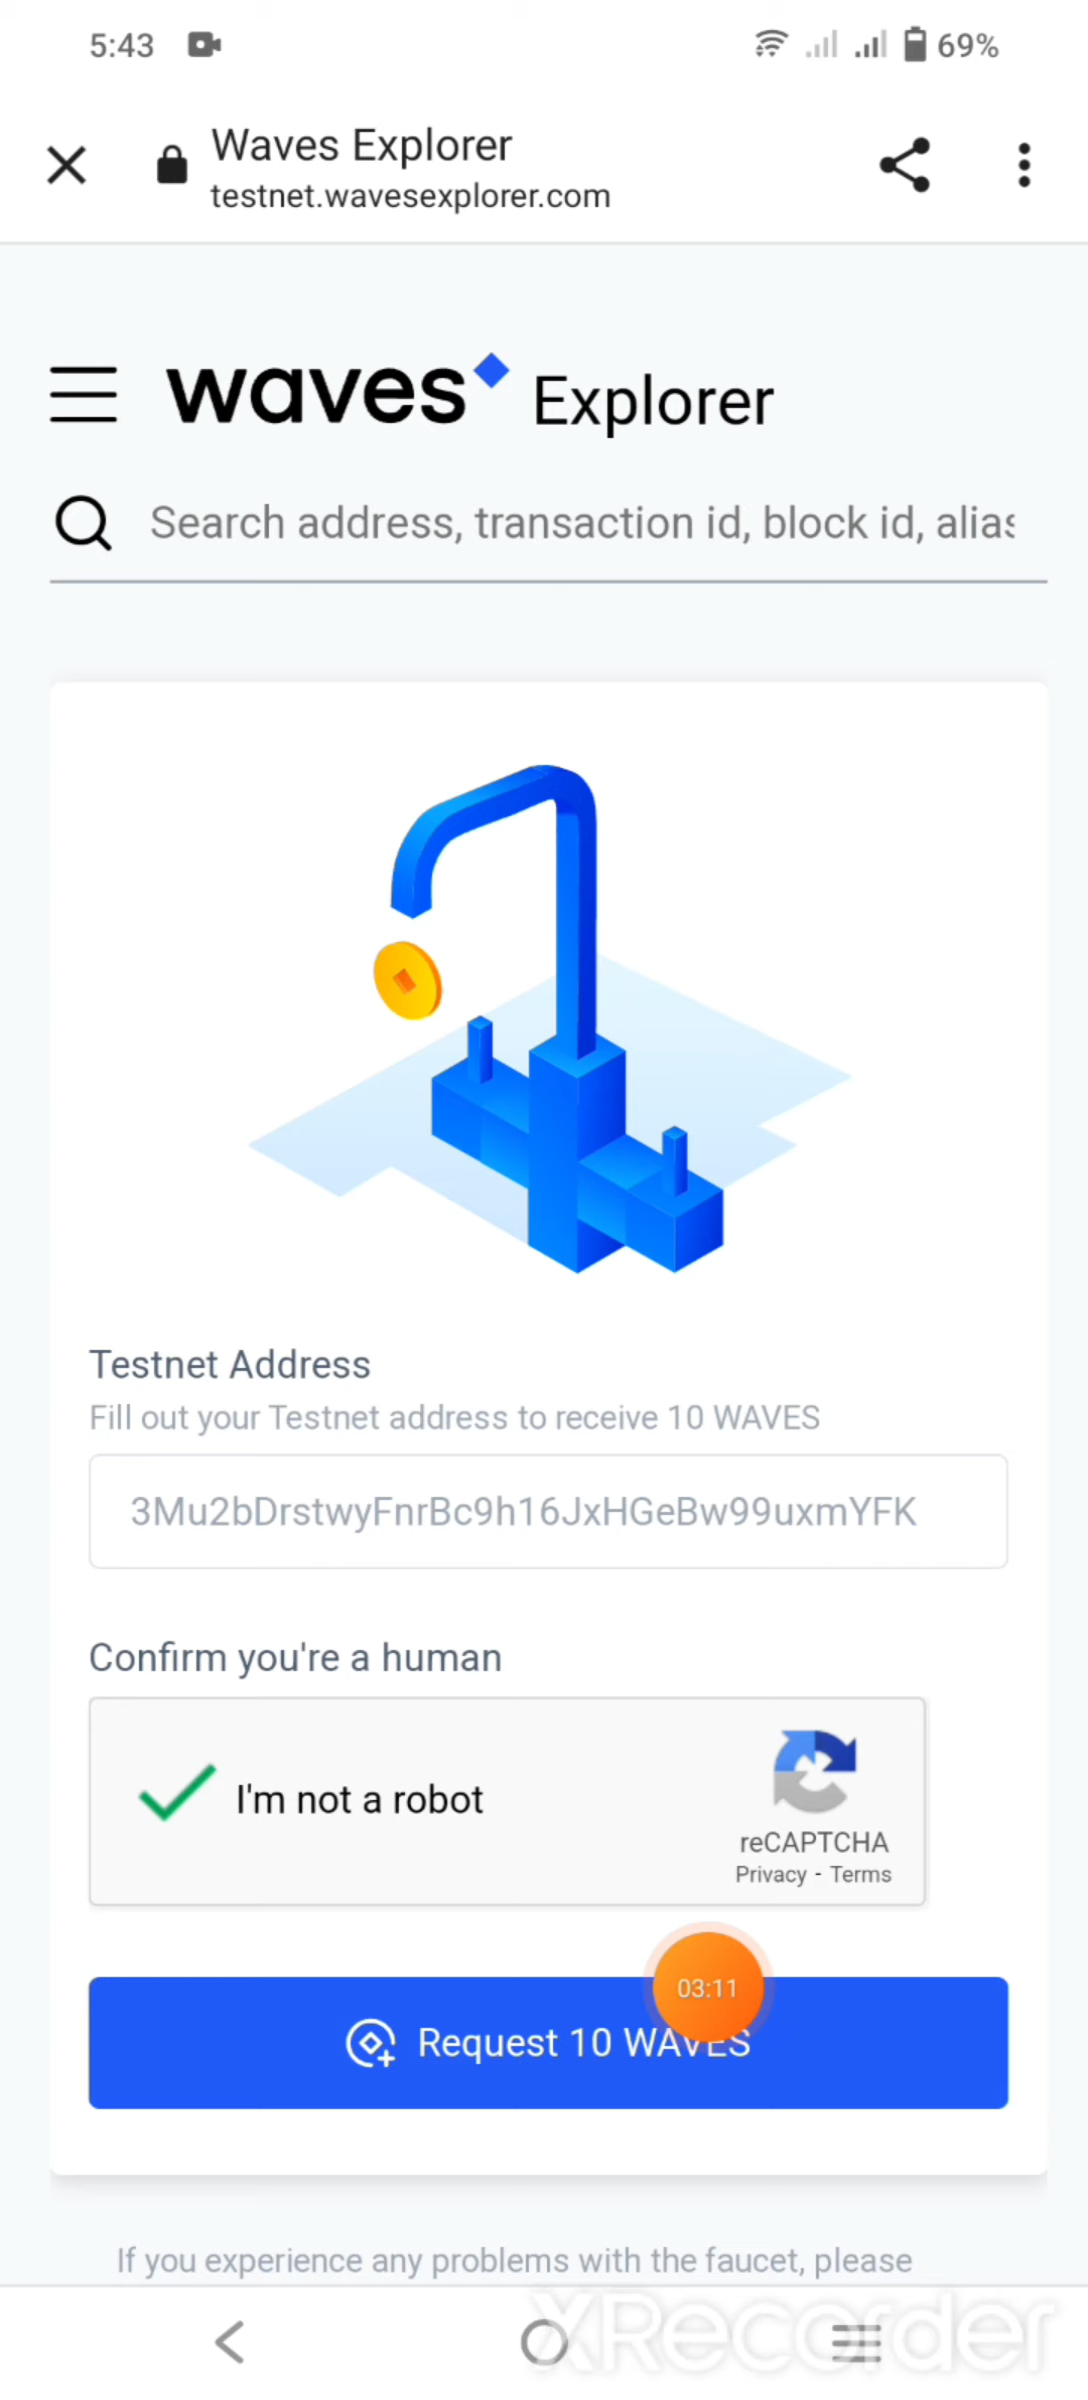 5:43
69%
Waves Explorer
testnet.wavesexplorer.com
waves Explorer
Search address, transaction id, block id, alias
Testnet Address
Fill out your Testnet address to receive 10 WAVES
3Mu2bDrstwyFnrBc9h16JxHGeBw99uxmYFK
Confirm you're a human
I'm not a robot
reCAPTCHA
Privacy - Terms
03:11
Request 10 WAVES
If you experience any problems with the faucet, please
XRecorder